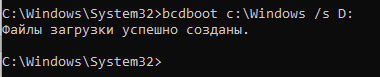 C:\Windows\System32>bcdboot c:\Windows /s D:
Файлы загрузки успешно созданы.
C:\Windows\System32>